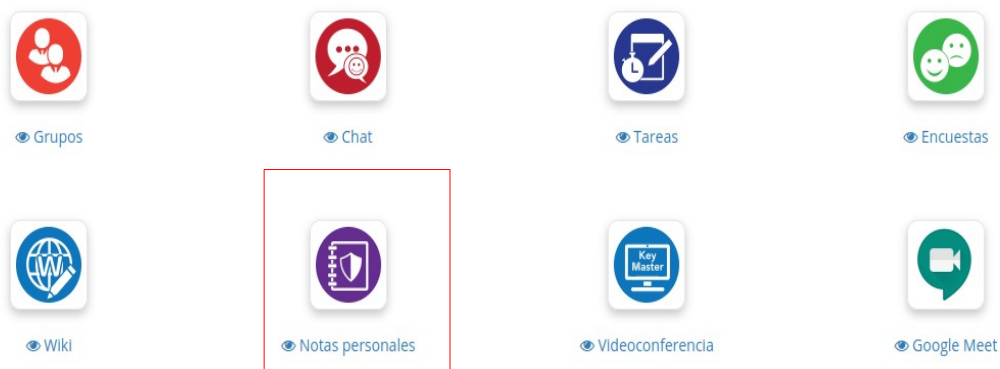 Grupos
Chat
Tareas
Encuestas
W
Key
Master
Wiki
Notas personales
Videoconferencia
Google Meet